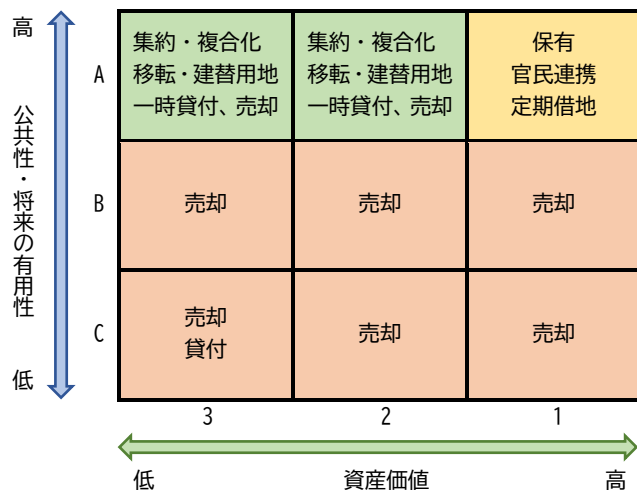 高
公共性・将来の有用性
低
A
集約・複合化
移転・建替用地
一時貸付、売却
集約・複合化
移転・建替用地
一時貸付、売却
保有
官民連携
定期借地
B
売却
売却
売却
C
売却
貸付
売却
売却
3
2
1
低
資産価値
高